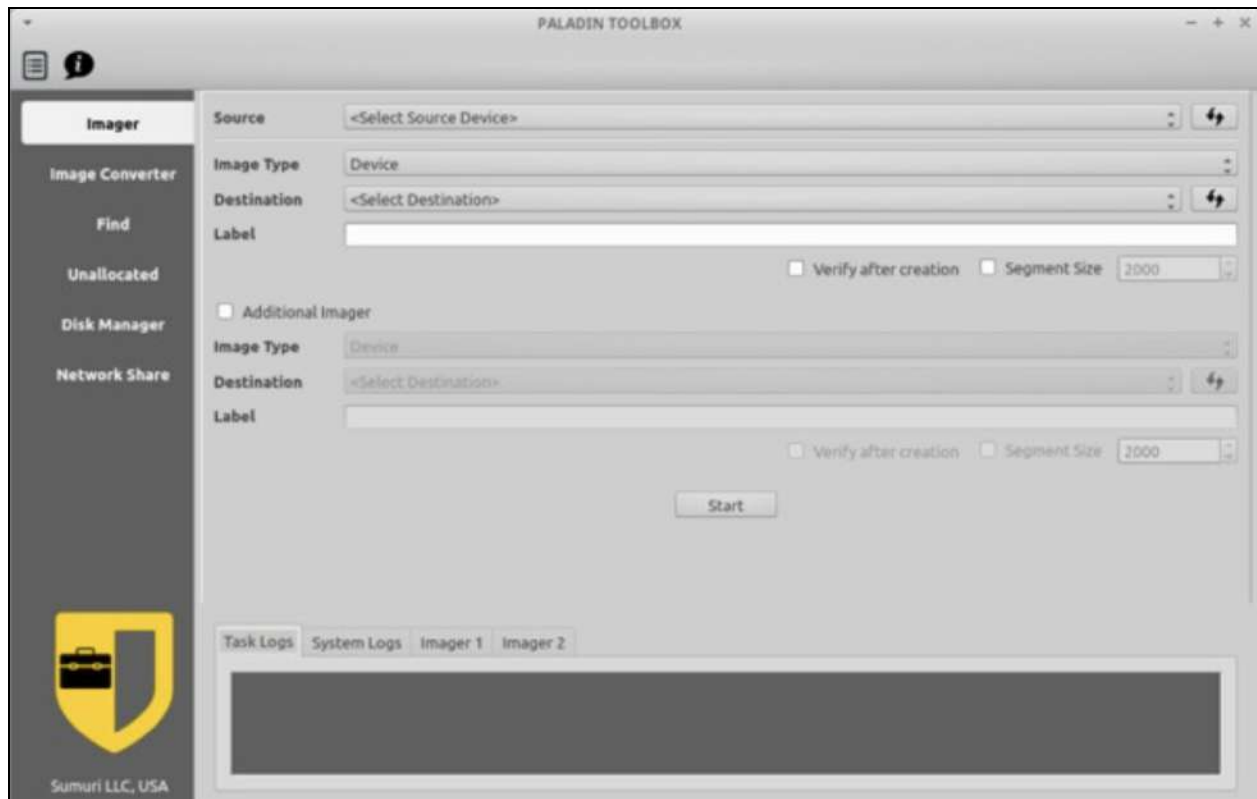 PALADIN TOOLBOX
Imager
Image Converter
Find
Unallocated
Disk Manager
Network Share
Source <Select Source Device>
Image Type Device
Destination <Select Destination>
Label
Verify after creation Segment Size 2000
Additional Imager
Image Type Device
Destination <Select Destination>
Label
Verify after creation Segment Size 2000
Start
Task Logs System Logs Imager 1 Imager 2
Sumuri LLC, USA